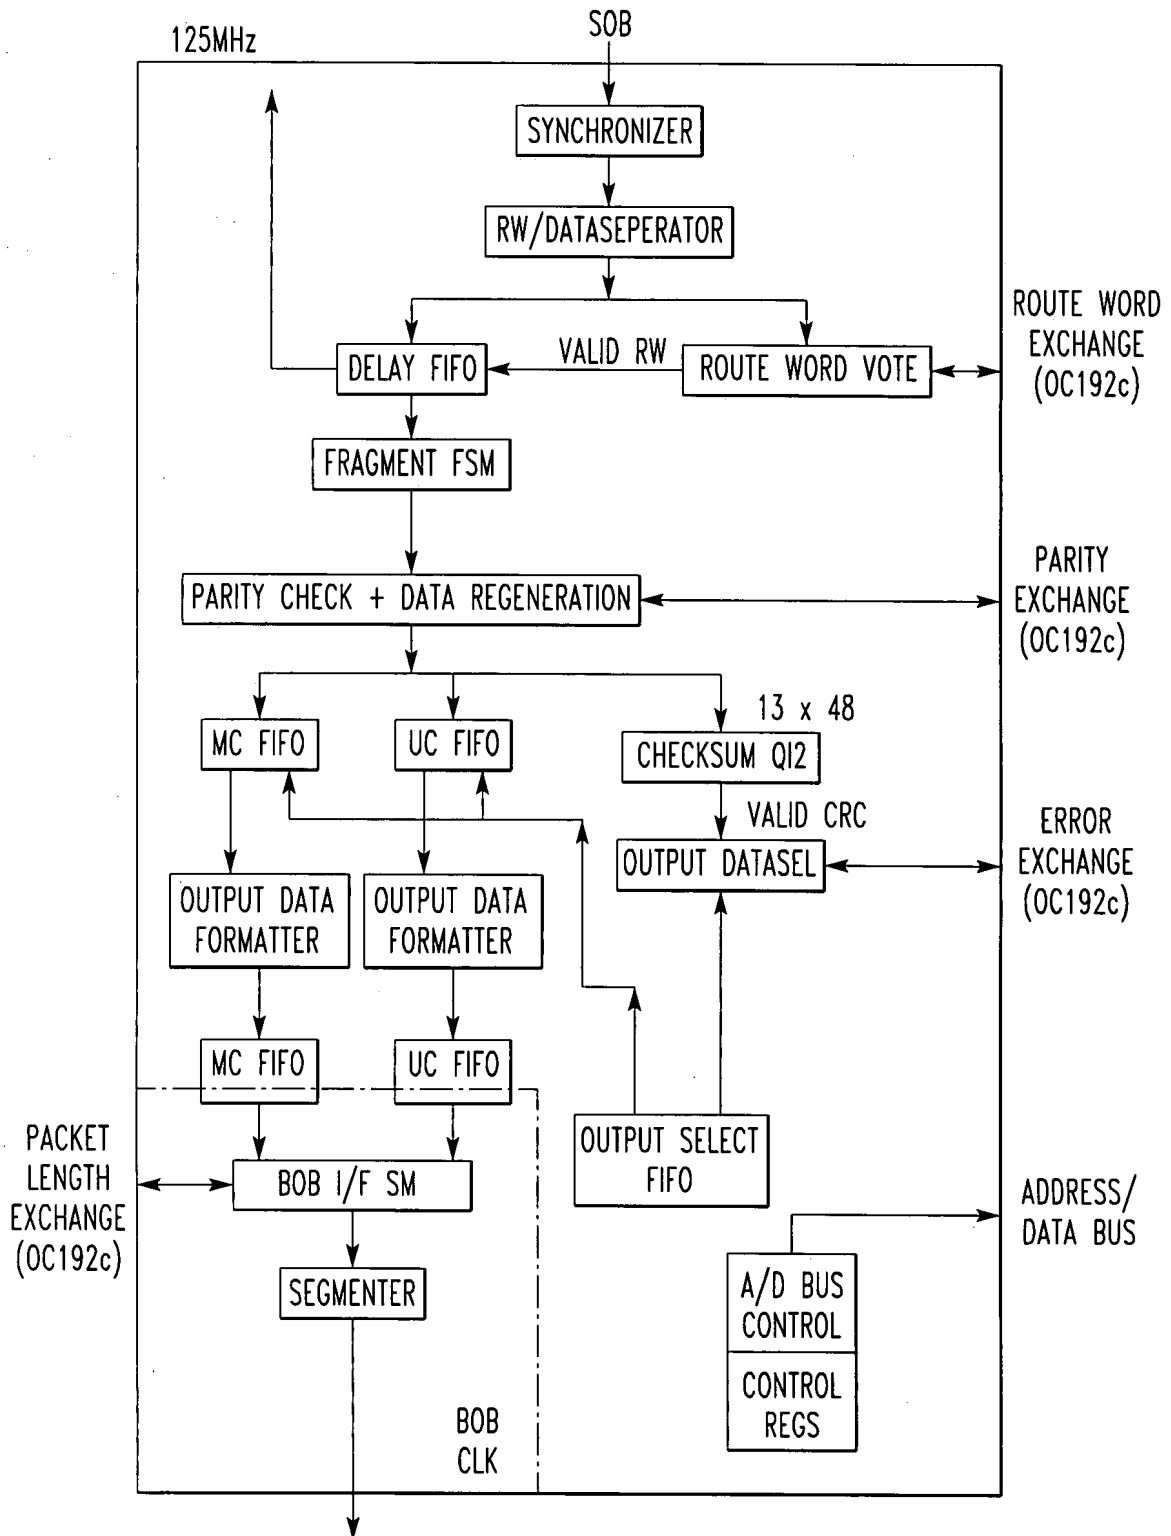 125MHz
SOB
SYNCHRONIZER
RW/DATASEPERATOR
ROUTE WORD
EXCHANGE
(OC192c)
DELAY FIFO
VALID RW
ROUTE WORD VOTE
FRAGMENT FSM
PARITY CHECK + DATA REGENERATION
PARITY
EXCHANGE
(OC192c)
MC FIFO
UC FIFO
13 x 48
CHECKSUM QI2
VALID CRC
OUTPUT DATASEL
ERROR
EXCHANGE
(OC192c)
OUTPUT DATA
FORMATTER
OUTPUT DATA
FORMATTER
MC FIFO
UC FIFO
OUTPUT SELECT
FIFO
PACKET
LENGTH
EXCHANGE
(OC192c)
BOB I/F SM
SEGMENTER
ADDRESS/
DATA BUS
A/D BUS
CONTROL
CONTROL
REGS
BOB
CLK